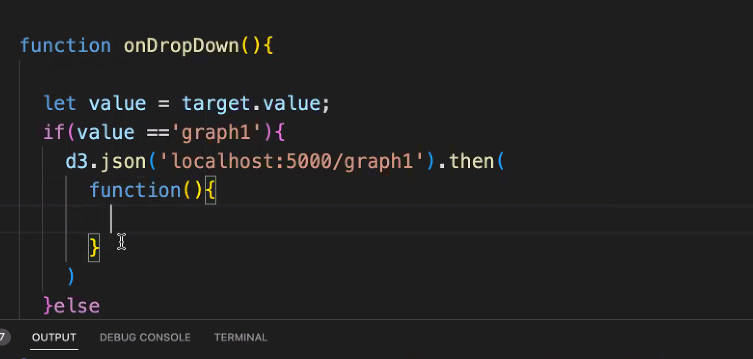 function onDropDown(){
let value = target.value;
if(value =='graph1'){
d3.json('localhost:5000/graph1').then(
function(){
}
)
}else
7 OUTPUT DEBUG CONSOLE TERMINAL